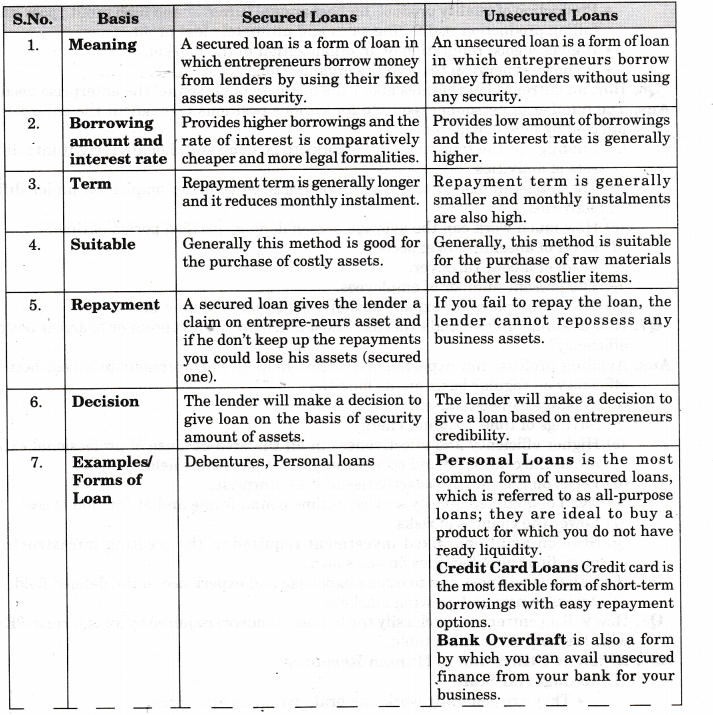 S.No. Basis Secured Loans Unsecured Loans
1. Meaning
A secured loan is a form of loan in
which entrepreneurs borrow money
from lenders by using their fixed
assets as security.
An unsecured loan is a form of loan
in which entrepreneurs borrow
money from lenders without using
any security.
2. Borrowing
amount and
interest rate
Provides higher borrowings and the
rate of interest is comparatively
cheaper and more legal formalities.
Provides low amount of borrowings
and the interest rate is generally
higher.
3. Term
Repayment term is generally longer
and it reduces monthly instalment.
Repayment term is generally
smaller and monthly instalments
are also high.
4. Suitable
Generally this method is good for
the purchase of costly assets.
Generally, this method is suitable
for the purchase of raw materials
and other less costlier items.
5. Repayment
A secured loan gives the lender a
claim on entrepre-neurs asset and
if he don't keep up the repayments
you could lose his assets (secured
one).
If you fail to repay the loan, the
lender cannot repossess any
business assets.
6. Decision
The lender will make a decision to
give loan on the basis of security
amount of assets.
The lender will make a decision to
give a loan based on entrepreneurs
credibility.
7. Examples/
Forms of
Loan
Debentures, Personal loans
Personal Loans is the most
common form of unsecured loans,
which is referred to as all-purpose
loans; they are ideal to buy a
product for which you do not have
ready liquidity.
Credit Card Loans Credit card is
the most flexible form of short-term
borrowings with easy repayment
options.
Bank Overdraft is also a form
by which you can avail unsecured
finance from your bank for your
business.